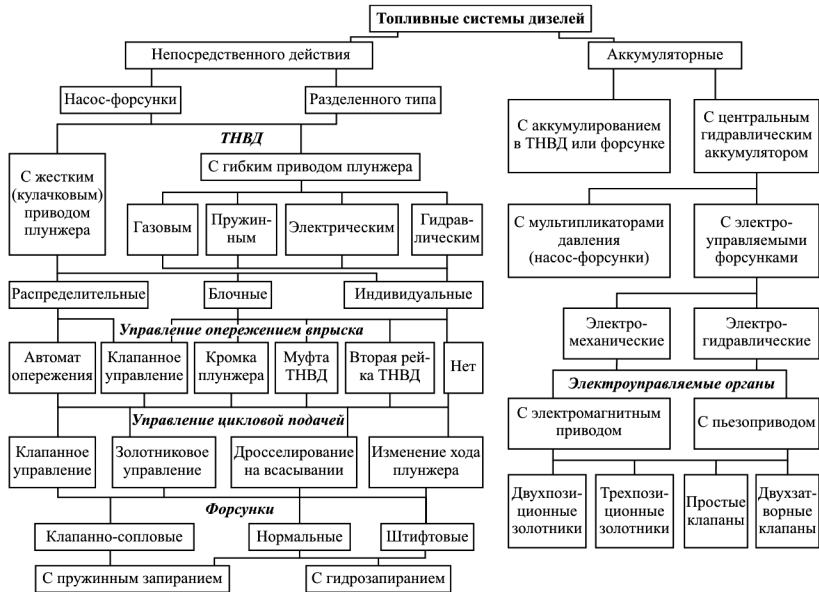 Топливные системы дизелей
Непосредственного действия
Аккумуляторные
Насос-форсунки
Разделенного типа
С аккумулированием
в ТНВД или форсунке
С центральным
гидравлическим
аккумулятором
ТНВД
С жестким
(кулачковым)
приводом
плунжера
С гибким приводом плунжера
Газовым
Пружин-
ным
Электрическим
Гидрав-
лическим
С мультипликаторами
давления
(насос-форсунки)
С электро-
управляемыми
форсунками
Распределительные
Блочные
Индивидуальные
Электро-
механические
Электро-
гидравлические
Управление опережением впрыска
Автомат
опережения
Клапанное
управление
Кромка
плунжера
Муфта
ТНВД
Вторая рей-
ка ТНВД
Нет
Электроуправляемые органы
С электромагнитным
приводом
С пьезоприводом
Управление цикловой подачей
Клапанное
управление
Золотниковое
управление
Дросселирование
на всасывании
Изменение хода
плунжера
Двухпози-
ционные
золотники
Трехпози-
ционные
золотники
Простые
клапаны
Двухзат-
ворные
клапаны
Форсунки
Клапанно-сопловые
Нормальные
Штифтовые
С пружинным запиранием
С гидрозапиранием